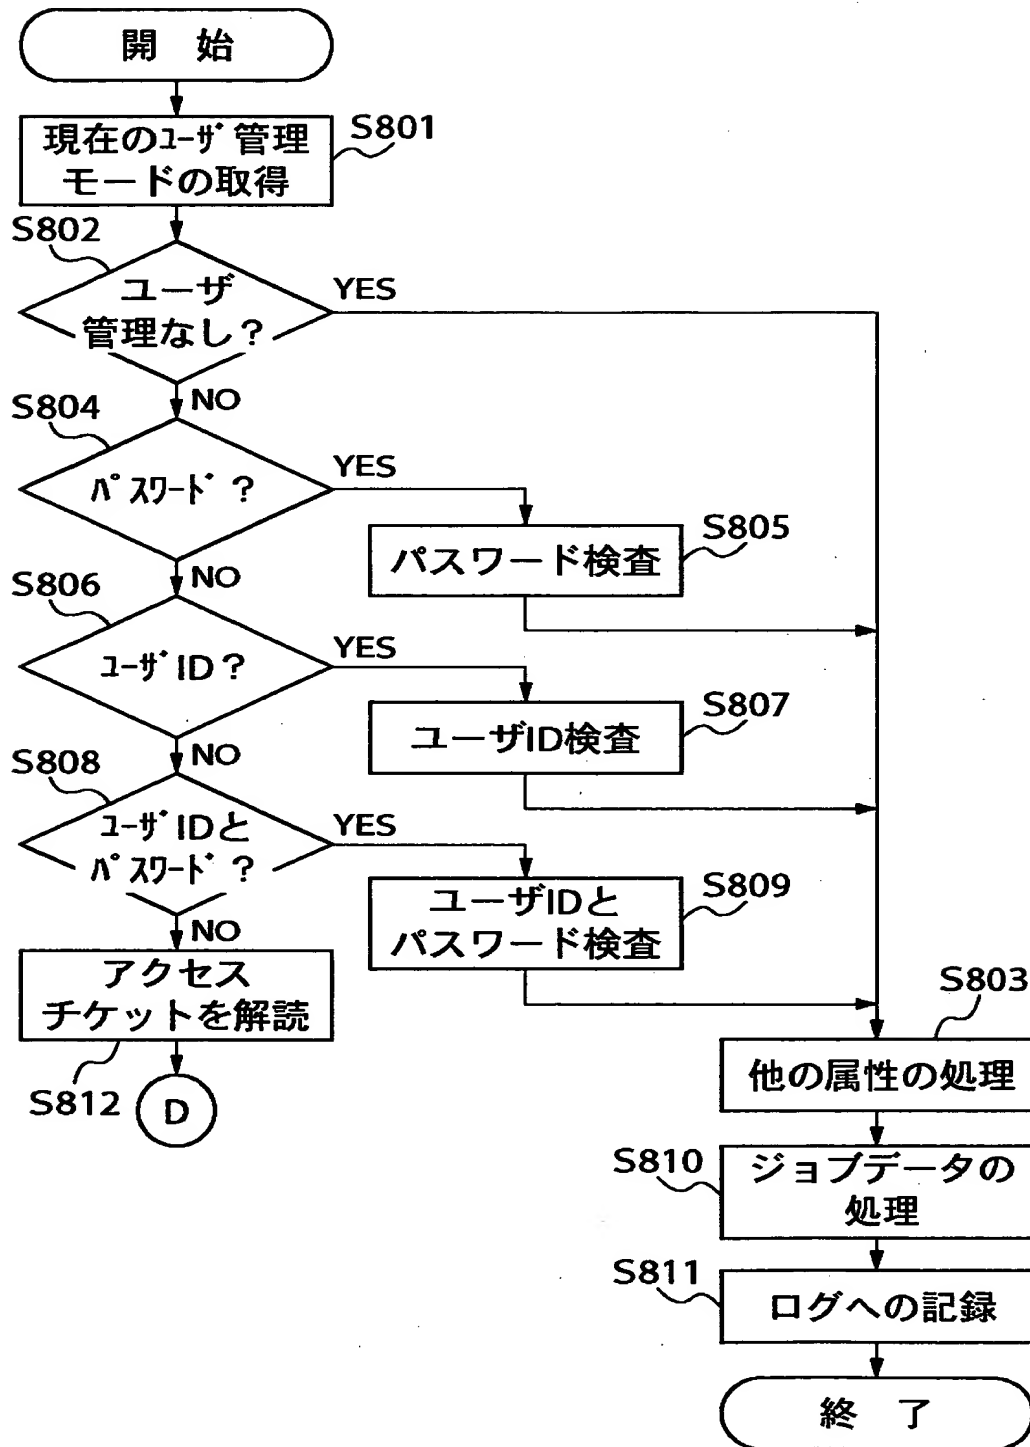 開 始
現在のﾕｰｻﾞ管理
モードの取得
S801
S802
ユーザ
管理なし?
YES
NO
S804
ﾊﾟｽﾜｰﾄﾞ?
YES
パスワード検査
S805
NO
S806
ﾕｰｻﾞID?
YES
ユーザID検査
S807
NO
S808
ﾕｰｻﾞIDと
ﾊﾟｽﾜｰﾄﾞ?
YES
ユーザIDと
パスワード検査
S809
NO
アクセス
チケットを解読
S812
D
S803
他の属性の処理
S810
ジョブデータの
処理
S811
ログへの記録
終 了